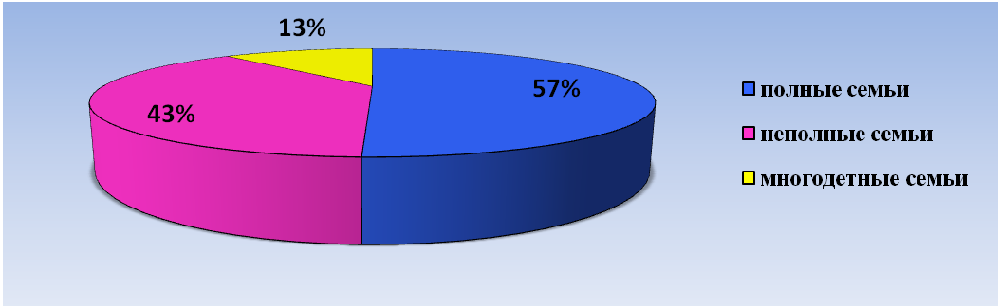 13%
57%
43%
полные семьи
неполные семьи
многодетные семьи